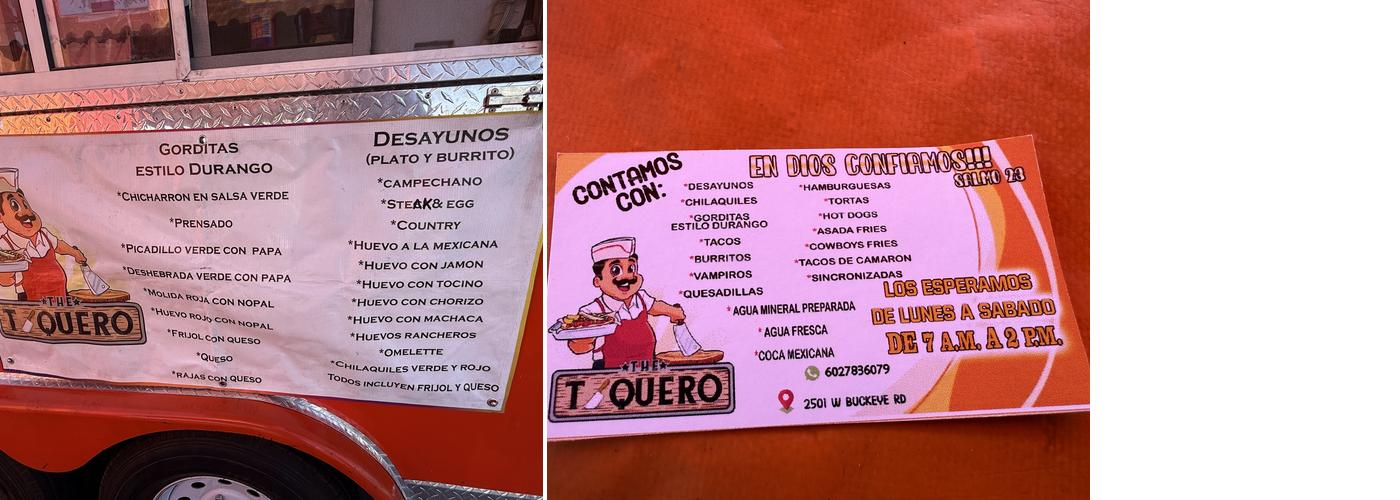 GORDITAS
ESTILO DURANGO
*CHICHARRON EN SALSA VERDE
*PRENSADO
*PICADILLO VERDE CON PAPA
*DESHEBRADA VERDE CON PAPA
*MOLIDA ROJA CON NOPAL
*HUEVO ROJO CON NOPAL
*FRIJOL CON QUESO
*QUESO
*RAJAS CON QUESO
DESAYUNOS
(PLATO Y BURRITO)
*CAMPECHANO
*STEAK& EGG
*COUNTRY
*HUEVO A LA MEXICANA
*HUEVO CON JAMON
*HUEVO CON TOCINO
*HUEVO CON CHORIZO
*HUEVO CON MACHACA
*HUEVOS RANCHEROS
*OMELETTE
*CHILAQUILES VERDE Y ROJO
TODOS INCLUYEN FRIJOL Y QUESO
*THE*
T QUERO
CONTAMOS
CON:
EN DIOS CONFIAMOS!!!
SALMO 23
*DESAYUNOS
*CHILAQUILES
*GORDITAS
ESTILO DURANGO
*TACOS
*BURRITOS
*VAMPIROS
*QUESADILLAS
*HAMBURGUESAS
*TORTAS
*HOT DOGS
*ASADA FRIES
*COWBOYS FRIES
*TACOS DE CAMARON
*SINCRONIZADAS
*AGUA MINERAL PREPARADA
*AGUA FRESCA
*COCA MEXICANA
LOS ESPERAMOS
DE LUNES A SABADO
DE 7 A.M. A 2 P.M.
6027836079
2501 W BUCKEYE RD
*THE*
T QUERO